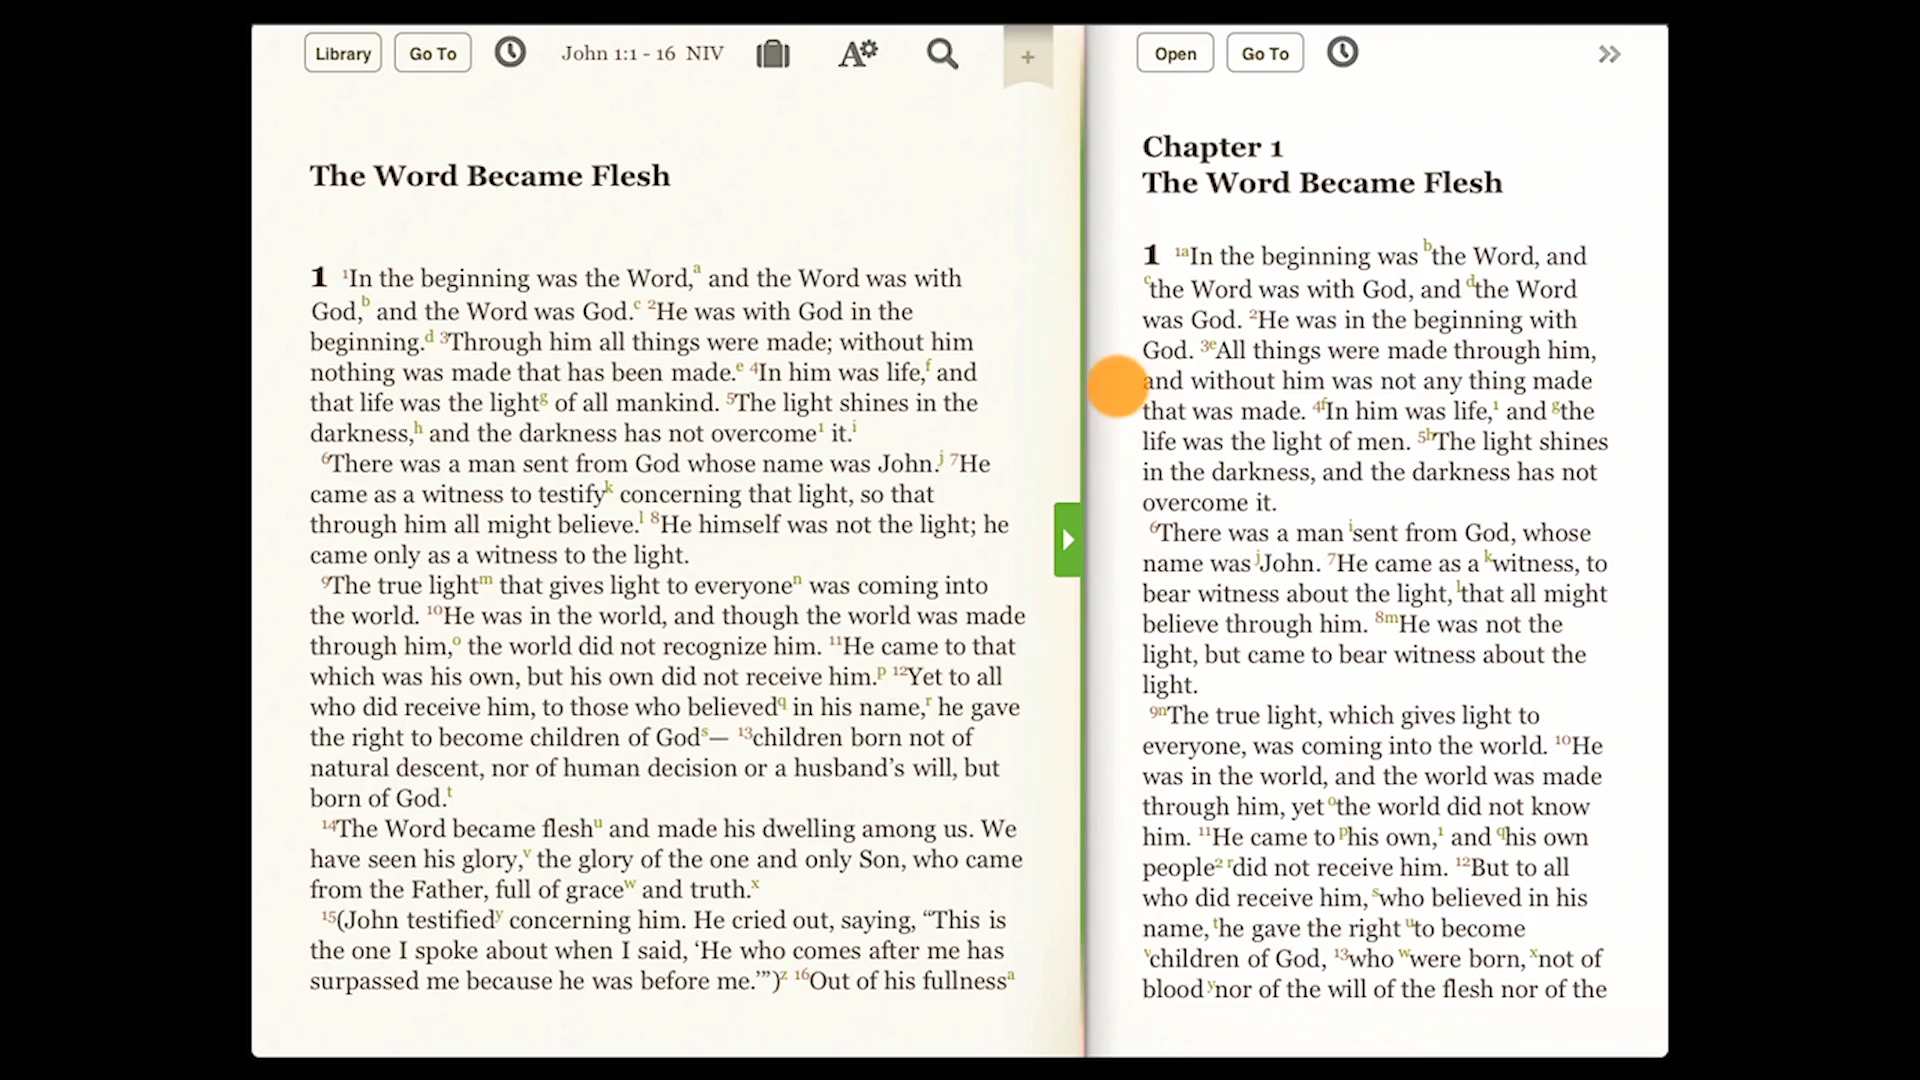 Library Go To John 1:1 - 16 NIV A +
The Word Became Flesh
1 ¹In the beginning was the Word,ᵃ and the Word was with
God,ᵇ and the Word was God.ᶜ ²He was with God in the
beginning.ᵈ ³Through him all things were made; without him
nothing was made that has been made.ᵉ ⁴In him was life,ᶠ and
that life was the lightᵍ of all mankind. ⁵The light shines in the
darkness,ʰ and the darkness has not overcome¹ it.ⁱ
⁶There was a man sent from God whose name was John.ʲ ⁷He
came as a witness to testifyᵏ concerning that light, so that
through him all might believe.ˡ ⁸He himself was not the light; he
came only as a witness to the light.
⁹The true lightᵐ that gives light to everyoneⁿ was coming into
the world. ¹⁰He was in the world, and though the world was made
through him,ᵒ the world did not recognize him. ¹¹He came to that
which was his own, but his own did not receive him.ᵖ ¹²Yet to all
who did receive him, to those who believed𐞥 in his name,ʳ he gave
the right to become children of Godˢ— ¹³children born not of
natural descent, nor of human decision or a husband’s will, but
born of God.ᵗ
¹⁴The Word became fleshᵘ and made his dwelling among us. We
have seen his glory,ᵛ the glory of the one and only Son, who came
from the Father, full of graceʷ and truth.ˣ
¹⁵(John testifiedʸ concerning him. He cried out, saying, “This is
the one I spoke about when I said, ‘He who comes after me has
surpassed me because he was before me.’”)ᶻ ¹⁶Out of his fullnessᵃ
Open Go To »
Chapter 1
The Word Became Flesh
1 ¹ᵃIn the beginning was ᵇthe Word, and
ᶜthe Word was with God, and ᵈthe Word
was God. ²He was in the beginning with
God. ³ᵉAll things were made through him,
and without him was not any thing made
that was made. ⁴ᶠIn him was life,¹ and ᵍthe
life was the light of men. ⁵ʰThe light shines
in the darkness, and the darkness has not
overcome it.
⁶There was a man ⁱsent from God, whose
name was ʲJohn. ⁷He came as a ᵏwitness, to
bear witness about the light, ˡthat all might
believe through him. ⁸ᵐHe was not the
light, but came to bear witness about the
light.
⁹ⁿThe true light, which gives light to
everyone, was coming into the world. ¹⁰He
was in the world, and the world was made
through him, yet ᵒthe world did not know
him. ¹¹He came to ᵖhis own,¹ and 𐞥his own
people² ʳdid not receive him. ¹²But to all
who did receive him, ˢwho believed in his
name, ᵗhe gave the right ᵘto become
ᵛchildren of God, ¹³who ʷwere born, ˣnot of
blood ʸnor of the will of the flesh nor of the